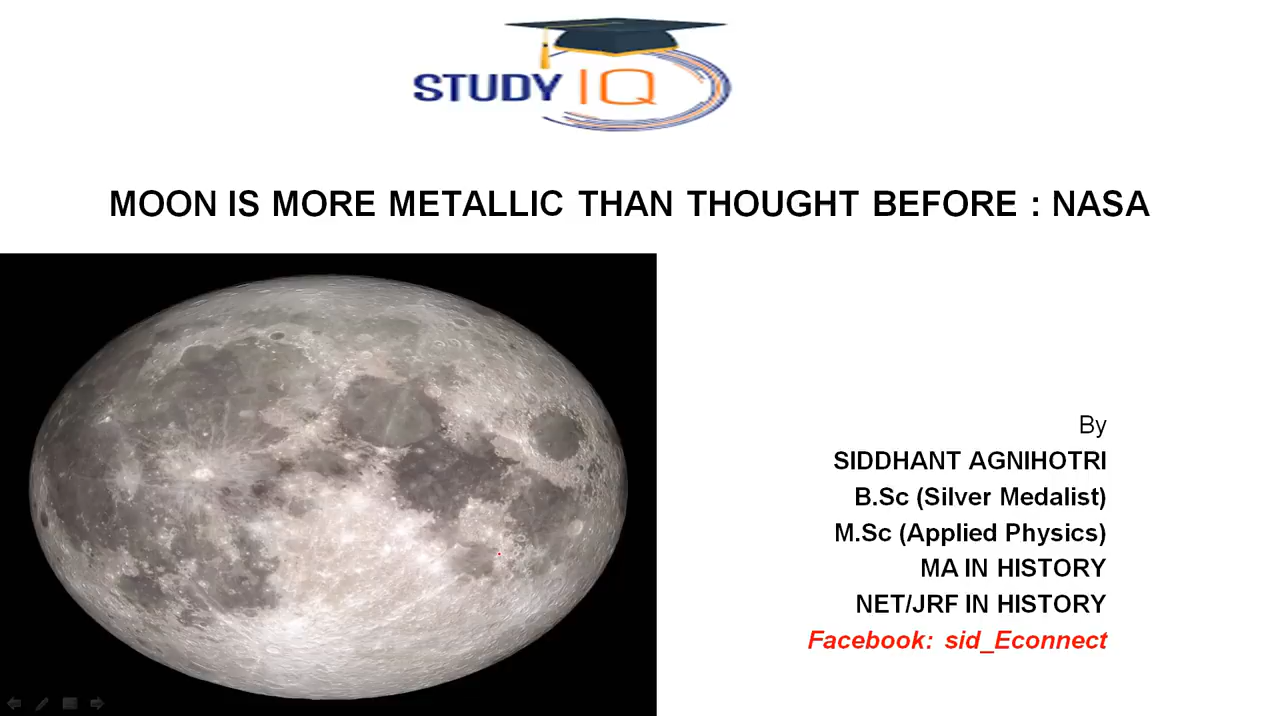 STUDY IQ
MOON IS MORE METALLIC THAN THOUGHT BEFORE : NASA
By
SIDDHANT AGNIHOTRI
B.Sc (Silver Medalist)
M.Sc (Applied Physics)
MA IN HISTORY
NET/JRF IN HISTORY
Facebook: sid_Econnect